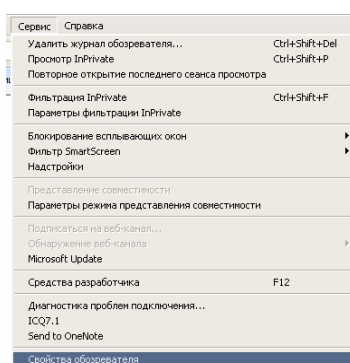 Сервис Справка
Удалить журнал обозревателя... Ctrl+Shift+Del
Просмотр InPrivate Ctrl+Shift+P
Повторное открытие последнего сеанса просмотра
Фильтрация InPrivate Ctrl+Shift+F
Параметры фильтрации InPrivate
Блокирование всплывающих окон
Фильтр SmartScreen
Надстройки
Представление совместимости
Параметры режима представления совместимости
Подписаться на веб-канал...
Обнаружение веб-канала
Microsoft Update
Средства разработчика F12
Диагностика проблем подключения...
ICQ7.1
Send to OneNote
Свойства обозревателя